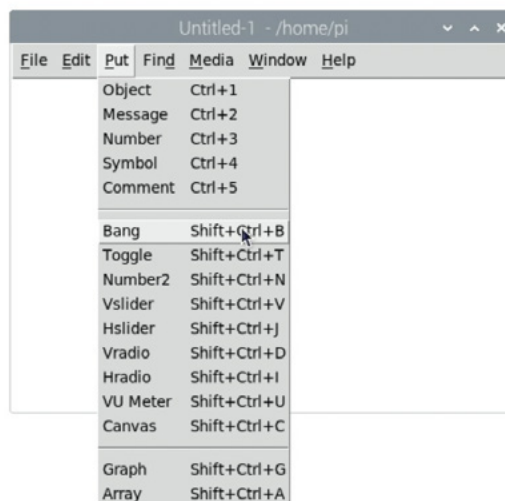 Untitled-1 - /home/pi
File Edit Put Find Media Window Help
Object Ctrl+1
Message Ctrl+2
Number Ctrl+3
Symbol Ctrl+4
Comment Ctrl+5
Bang Shift+Ctrl+B
Toggle Shift+Ctrl+T
Number2 Shift+Ctrl+N
Vslider Shift+Ctrl+V
Hslider Shift+Ctrl+J
Vradio Shift+Ctrl+D
Hradio Shift+Ctrl+I
VU Meter Shift+Ctrl+U
Canvas Shift+Ctrl+C
Graph Shift+Ctrl+G
Array Shift+Ctrl+A